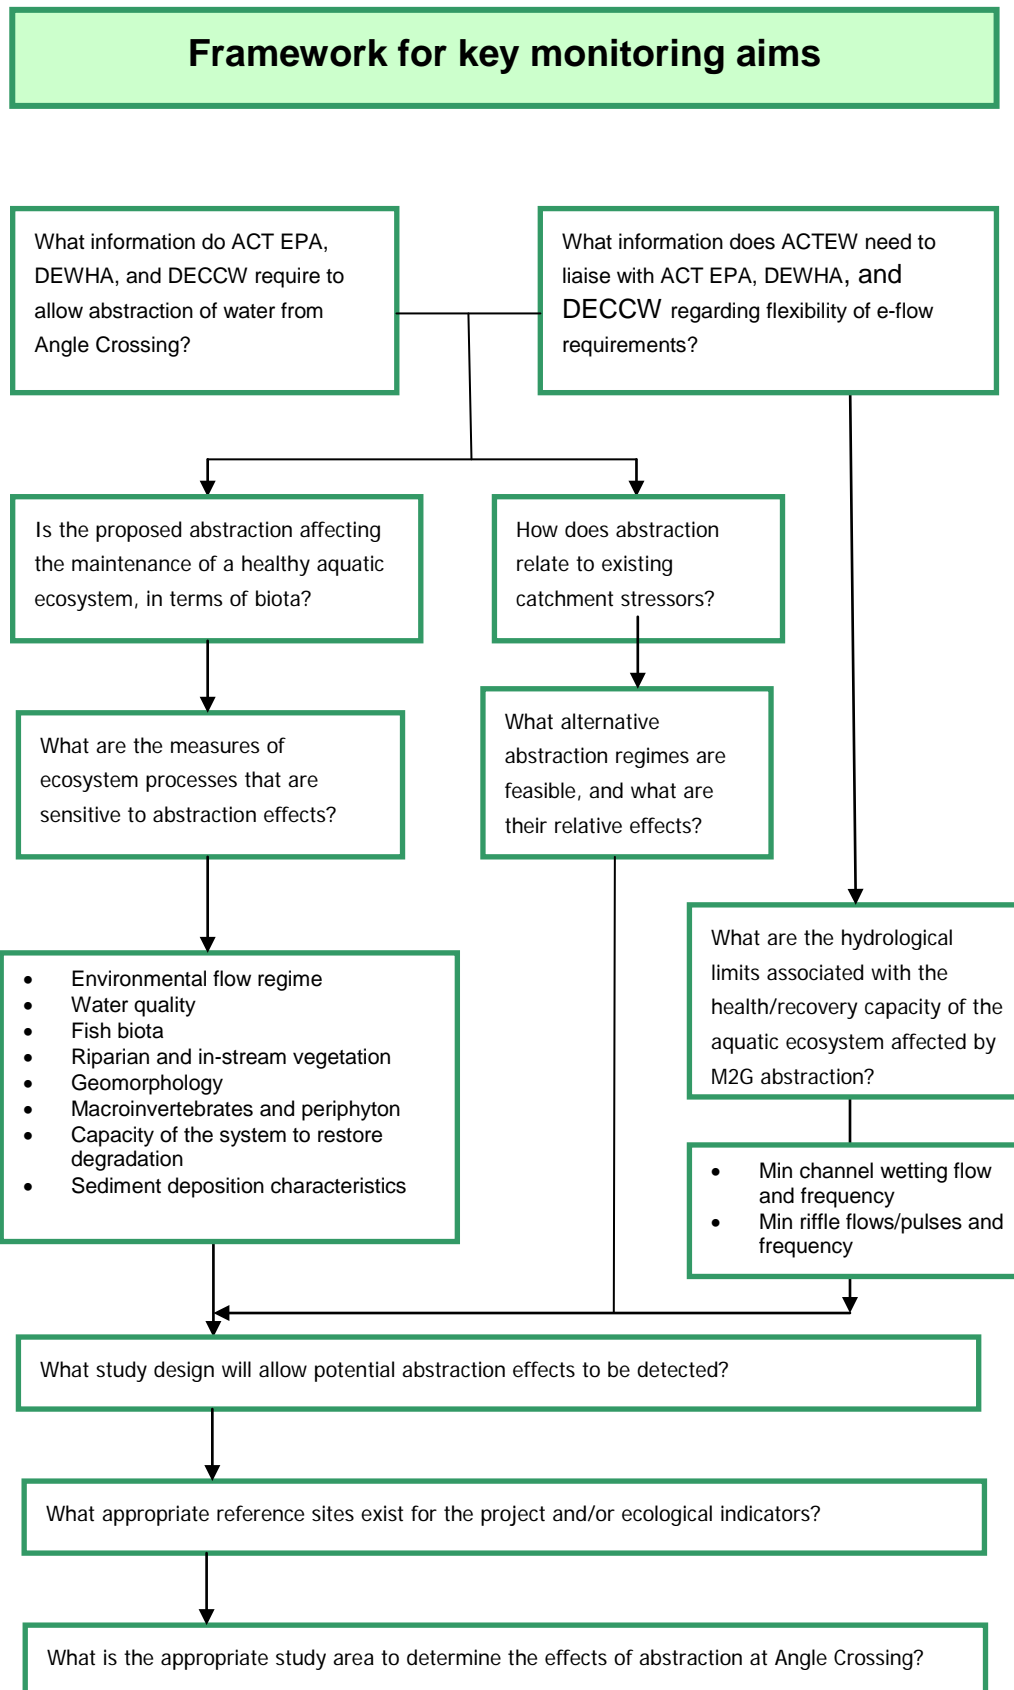 Framework for key monitoring aims
What information do ACT EPA,
DEWHA, and DECCW require to
allow abstraction of water from
Angle Crossing?
What information does ACTEW need to
liaise with ACT EPA, DEWHA, and
DECCW regarding flexibility of e-flow
requirements?
Is the proposed abstraction affecting
the maintenance of a healthy aquatic
ecosystem, in terms of biota?
How does abstraction
relate to existing
catchment stressors?
What are the measures of
ecosystem processes that are
sensitive to abstraction effects?
What alternative
abstraction regimes are
feasible, and what are
their relative effects?
• Environmental flow regime
• Water quality
• Fish biota
• Riparian and in-stream vegetation
• Geomorphology
• Macroinvertebrates and periphyton
• Capacity of the system to restore
degradation
• Sediment deposition characteristics
What are the hydrological
limits associated with the
health/recovery capacity of the
aquatic ecosystem affected by
M2G abstraction?
• Min channel wetting flow
and frequency
• Min riffle flows/pulses and
frequency
What study design will allow potential abstraction effects to be detected?
What appropriate reference sites exist for the project and/or ecological indicators?
What is the appropriate study area to determine the effects of abstraction at Angle Crossing?